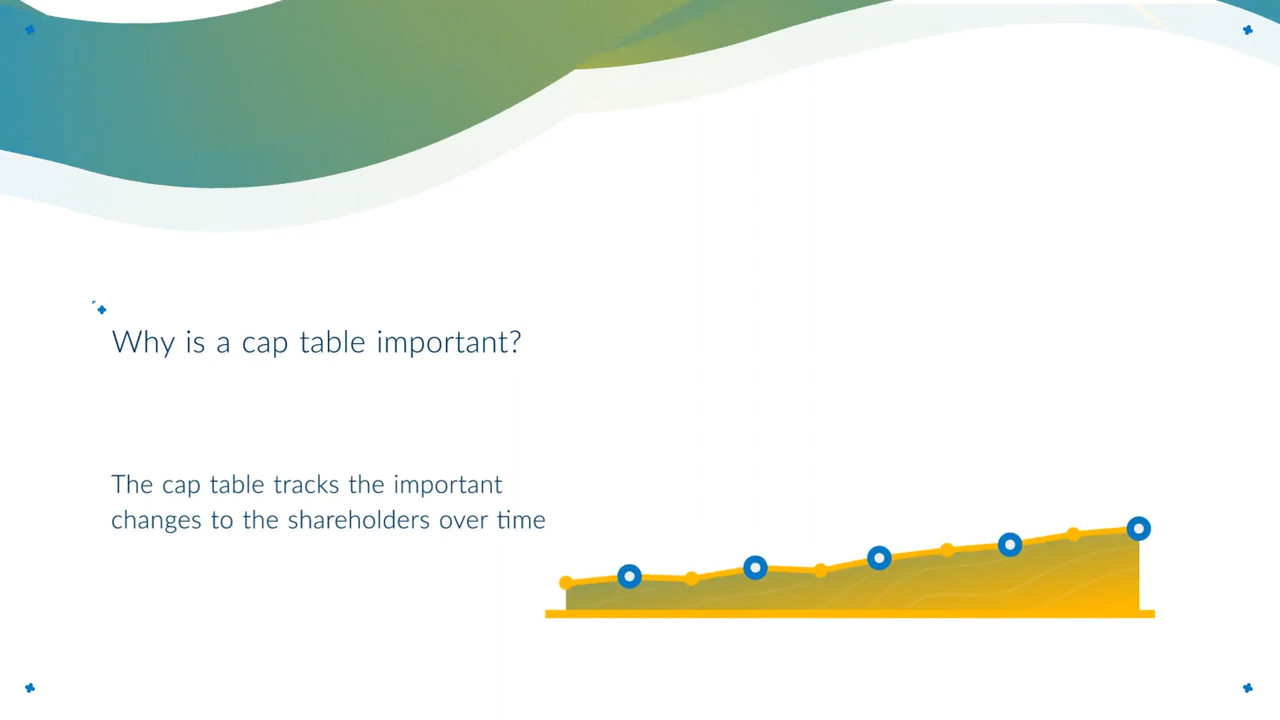 Why is a cap table important?
The cap table tracks the important
changes to the shareholders over time